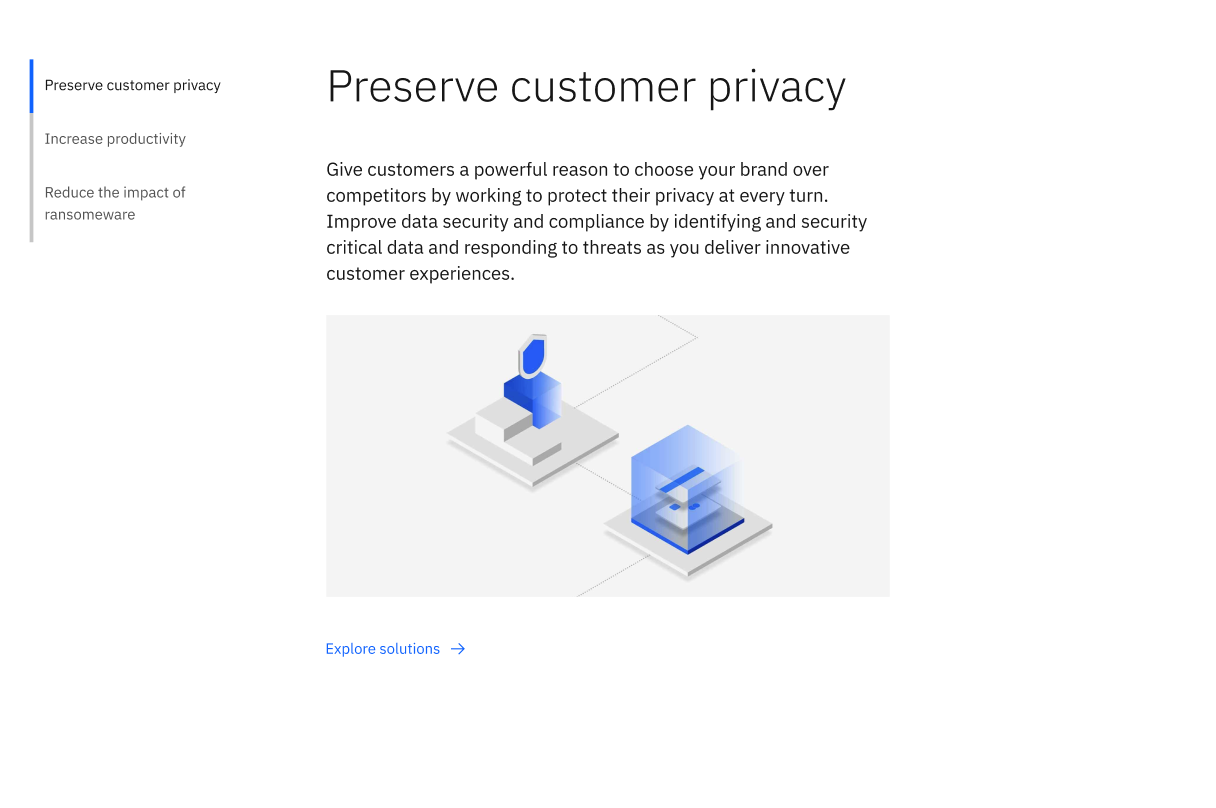 Preserve customer privacy
Increase productivity
Reduce the impact of
ransomeware
Preserve customer privacy
Give customers a powerful reason to choose your brand over
competitors by working to protect their privacy at every turn.
Improve data security and compliance by identifying and security
critical data and responding to threats as you deliver innovative
customer experiences.
Explore solutions